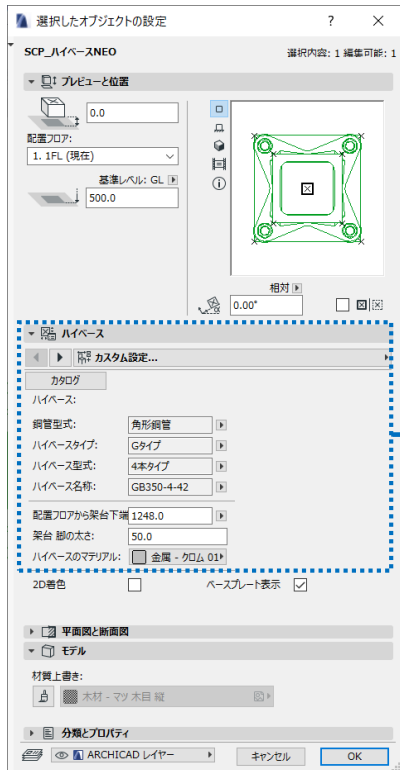 選択したオブジェクトの設定
SCP_ハイベースNEO
選択内容: 1 編集可能: 1
プレビューと位置
0.0
配置フロア:
1. 1FL (現在)
基準レベル: GL
500.0
相対
0.00°
ハイベース
カスタム設定...
カタログ
ハイベース:
鋼管型式: 角形鋼管
ハイベースタイプ: Gタイプ
ハイベース型式: 4本タイプ
ハイベース名称: GB350-4-42
配置フロアから架台下端 1248.0
架台 脚の太さ: 50.0
ハイベースのマテリアル: 金属 - クロム 01
2D着色 ベースプレート表示
平面図と断面図
モデル
材質上書き:
木材 - マツ 木目 縦
分類とプロパティ
ARCHICAD レイヤー キャンセル OK